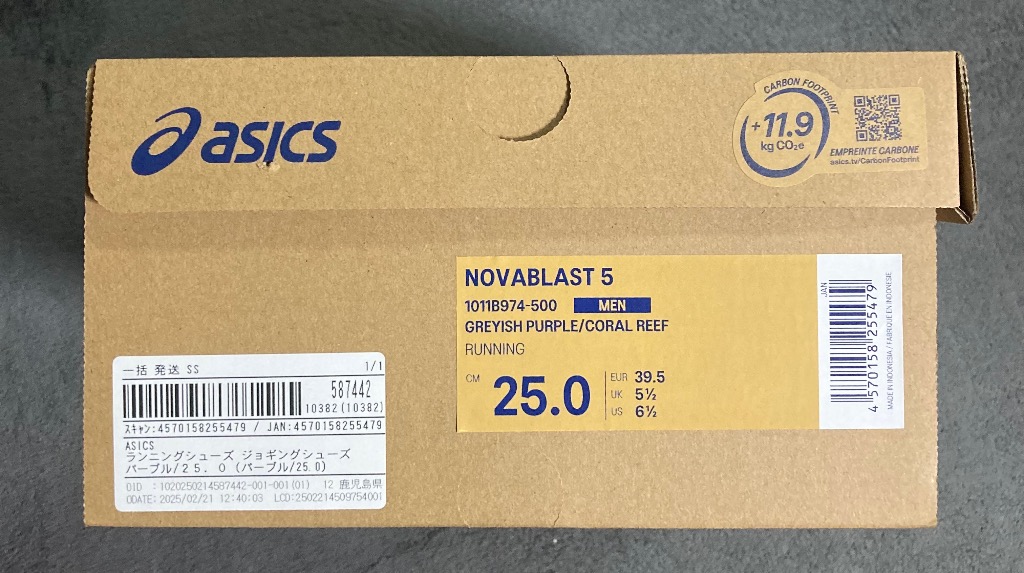 asics
CARBON FOOTPRINT
+11.9
kg CO₂e
EMPREINTE CARBONE
asics.tv/CarbonFootprint
NOVABLAST 5
1011B974-500 MEN
GREYISH PURPLE/CORAL REEF
RUNNING
CM 25.0
EUR 39.5
UK 5½
US 6½
JAN
4 570158 255479
MADE IN INDONESIA / FABRIQUE EN INDONESIE
一括 発送 SS 1/1
587442
10382(10382)
スキャン:4570158255479 / JAN:4570158255479
ASICS
ランニングシューズ ジョギングシューズ
パープル/25.0 (パープル/25.0)
OID :1020250214587442-001-001(01) 12 鹿児島県
ODATE: 2025/02/21 12:40:03 LCD:2502214509754001